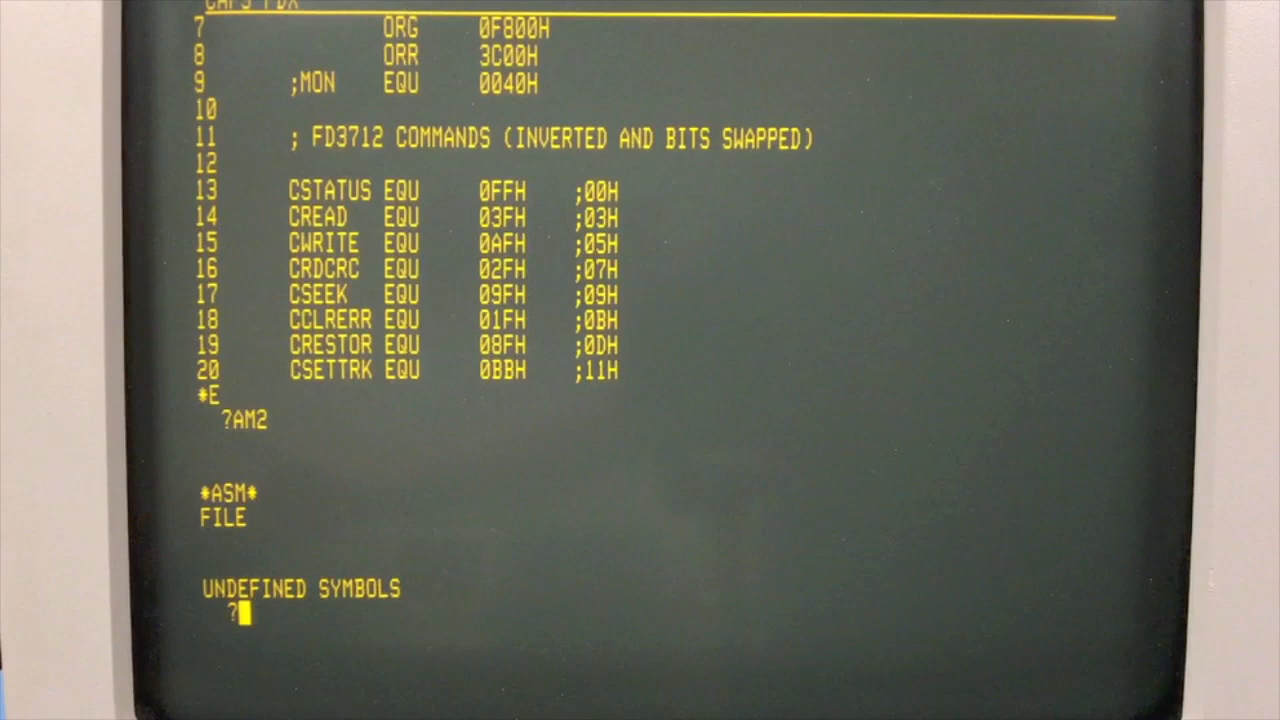 CAPS FDX
7 ORG 0F800H
8 ORR 3C00H
9 ;MON EQU 0040H
10
11 ; FD3712 COMMANDS (INVERTED AND BITS SWAPPED)
12
13 CSTATUS EQU 0FFH ;00H
14 CREAD EQU 03FH ;03H
15 CWRITE EQU 0AFH ;05H
16 CRDCRC EQU 02FH ;07H
17 CSEEK EQU 09FH ;09H
18 CCLRERR EQU 01FH ;0BH
19 CRESTOR EQU 08FH ;0DH
20 CSETTRK EQU 0BBH ;11H
*E
?AM2
*ASM*
FILE
UNDEFINED SYMBOLS
?